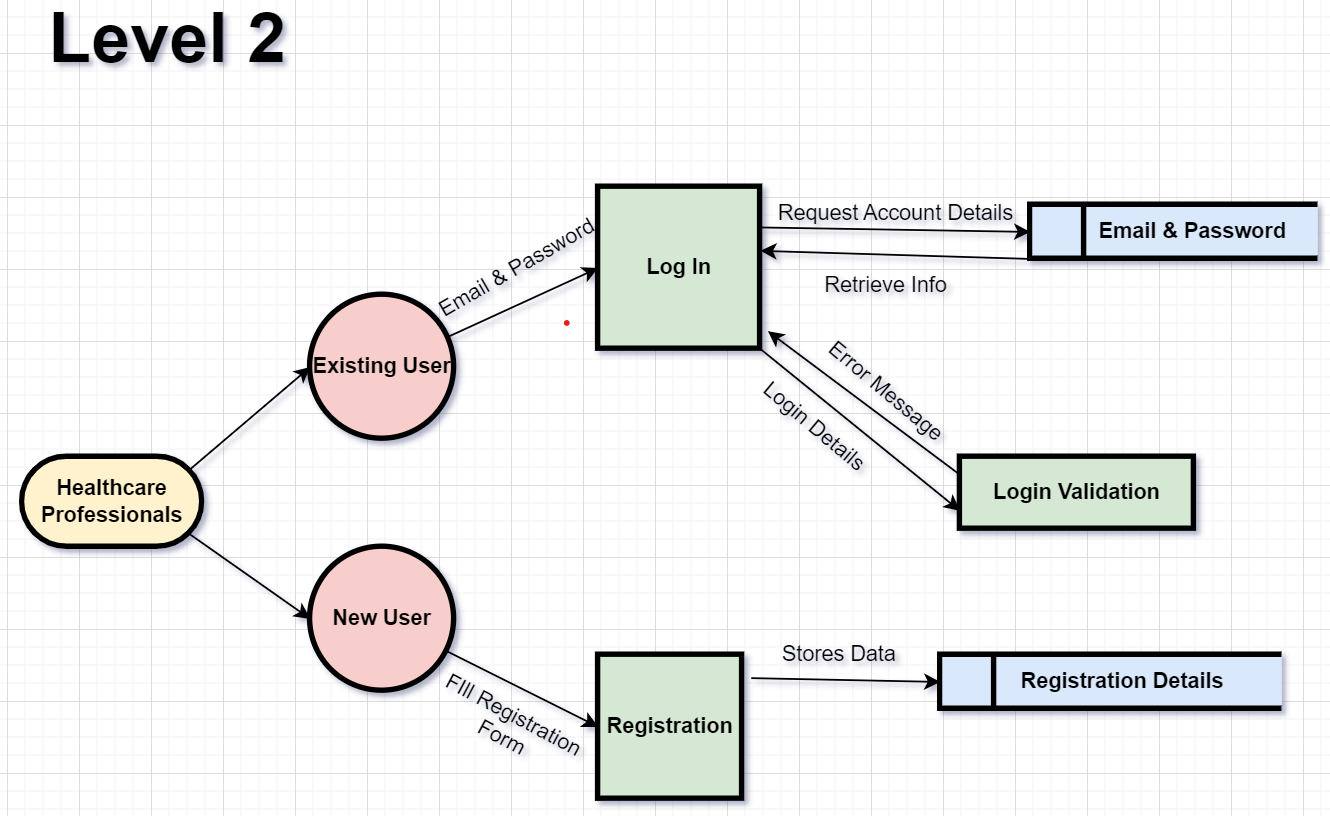 Level 2
Request Account Details
Email & Password
Email & Password
Log In
Retrieve Info
Error Message
Existing User
Login Details
Healthcare
Professionals
Login Validation
New User
Stores Data
FIll Registration
Form
Registration
Registration Details